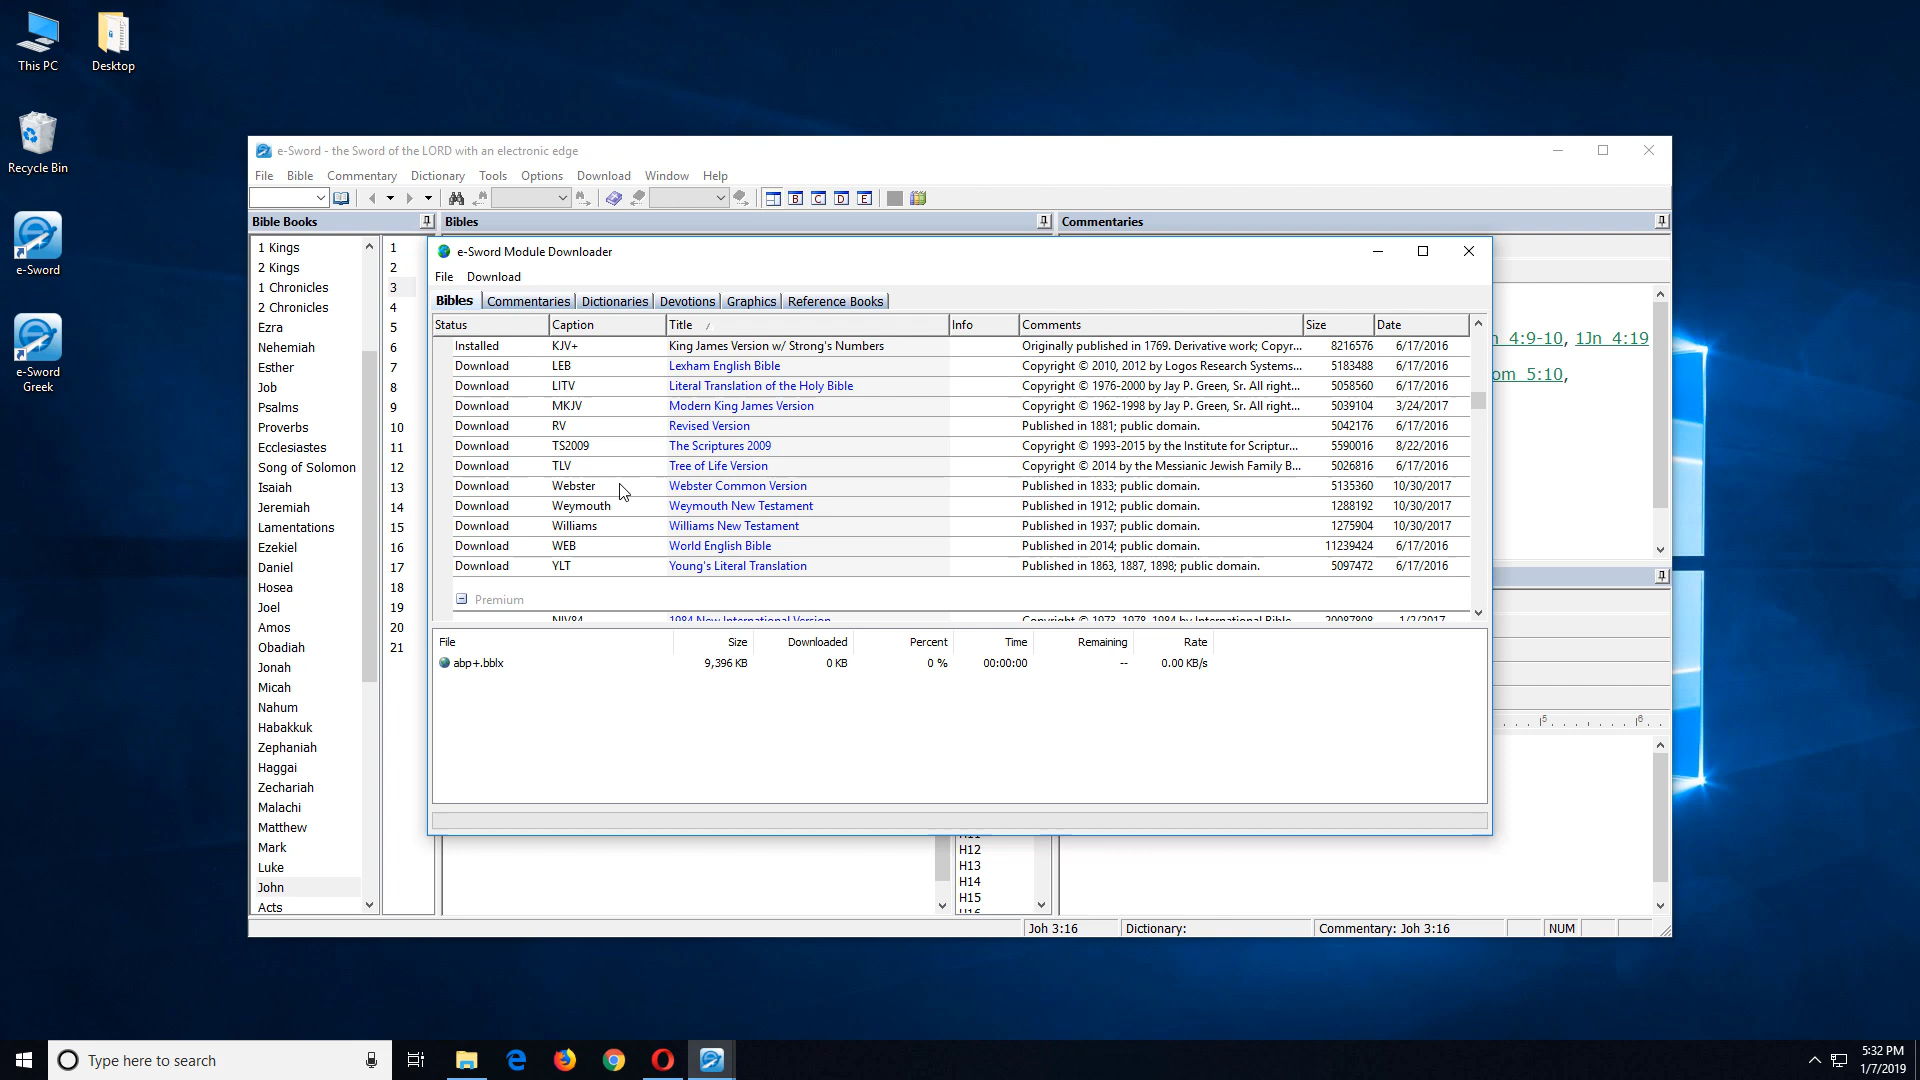 This PC
Desktop
Recycle Bin
e-Sword
e-Sword
Greek
e-Sword - the Sword of the LORD with an electronic edge
File Bible Commentary Dictionary Tools Options Download Window Help
B C D E
Bible Books
Bibles
Commentaries
1 Kings
2 Kings
1 Chronicles
2 Chronicles
Ezra
Nehemiah
Esther
Job
Psalms
Proverbs
Ecclesiastes
Song of Solomon
Isaiah
Jeremiah
Lamentations
Ezekiel
Daniel
Hosea
Joel
Amos
Obadiah
Jonah
Micah
Nahum
Habakkuk
Zephaniah
Haggai
Zechariah
Malachi
Matthew
Mark
Luke
John
Acts
1
2
3
4
5
6
7
8
9
10
11
12
13
14
15
16
17
18
19
20
21
e-Sword Module Downloader
File Download
Bibles Commentaries Dictionaries Devotions Graphics Reference Books
Status Caption Title Info Comments Size Date
Installed KJV+ King James Version w/ Strong's Numbers Originally published in 1769. Derivative work; Copyr... 8216576 6/17/2016
Download LEB Lexham English Bible Copyright © 2010, 2012 by Logos Research Systems... 5183488 6/17/2016
Download LITV Literal Translation of the Holy Bible Copyright © 1976-2000 by Jay P. Green, Sr. All right... 5058560 6/17/2016
Download MKJV Modern King James Version Copyright © 1962-1998 by Jay P. Green, Sr. All right... 5039104 3/24/2017
Download RV Revised Version Published in 1881; public domain. 5042176 6/17/2016
Download TS2009 The Scriptures 2009 Copyright © 1993-2015 by the Institute for Scriptur... 5590016 8/22/2016
Download TLV Tree of Life Version Copyright © 2014 by the Messianic Jewish Family B... 5026816 6/17/2016
Download Webster Webster Common Version Published in 1833; public domain. 5135360 10/30/2017
Download Weymouth Weymouth New Testament Published in 1912; public domain. 1288192 10/30/2017
Download Williams Williams New Testament Published in 1937; public domain. 1275904 10/30/2017
Download WEB World English Bible Published in 2014; public domain. 11239424 6/17/2016
Download YLT Young's Literal Translation Published in 1863, 1887, 1898; public domain. 5097472 6/17/2016
Premium
NIV84 1984 New International Version Copyright © 1973, 1978, 1984 by International Bible... 20087808 1/2/2017
File Size Downloaded Percent Time Remaining Rate
abp+.bblx 9,396 KB 0 KB 0 % 00:00:00 -- 0.00 KB/s
4:9-10, 1Jn 4:19
5:10,
5 6
H12
H13
H14
H15
Joh 3:16 Dictionary: Commentary: Joh 3:16 NUM
Type here to search
5:32 PM
1/7/2019